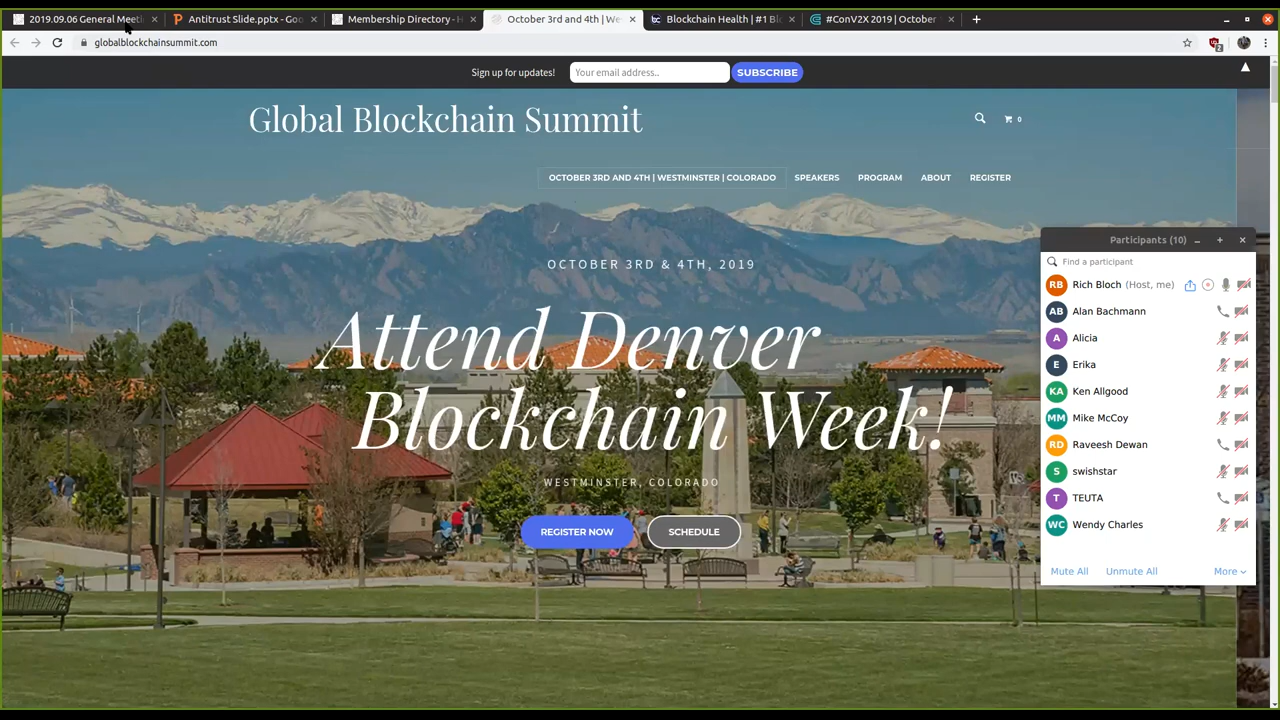 2019.09.06 General Meeti
Antitrust Slide.pptx - Goo
Membership Directory - H
October 3rd and 4th | We
Blockchain Health | #1 Blo
#ConV2X 2019 | October
globalblockchainsummit.com
2
Sign up for updates!
Your email address..
SUBSCRIBE
Global Blockchain Summit
0
OCTOBER 3RD AND 4TH | WESTMINSTER | COLORADO
SPEAKERS
PROGRAM
ABOUT
REGISTER
OCTOBER 3RD & 4TH, 2019
Attend Denver
Blockchain Week!
WESTMINSTER, COLORADO
REGISTER NOW
SCHEDULE
Participants (10)
Find a participant
RB Rich Bloch (Host, me)
AB Alan Bachmann
A Alicia
E Erika
KA Ken Allgood
MM Mike McCoy
RD Raveesh Dewan
S swishstar
T TEUTA
WC Wendy Charles
Mute All
Unmute All
More